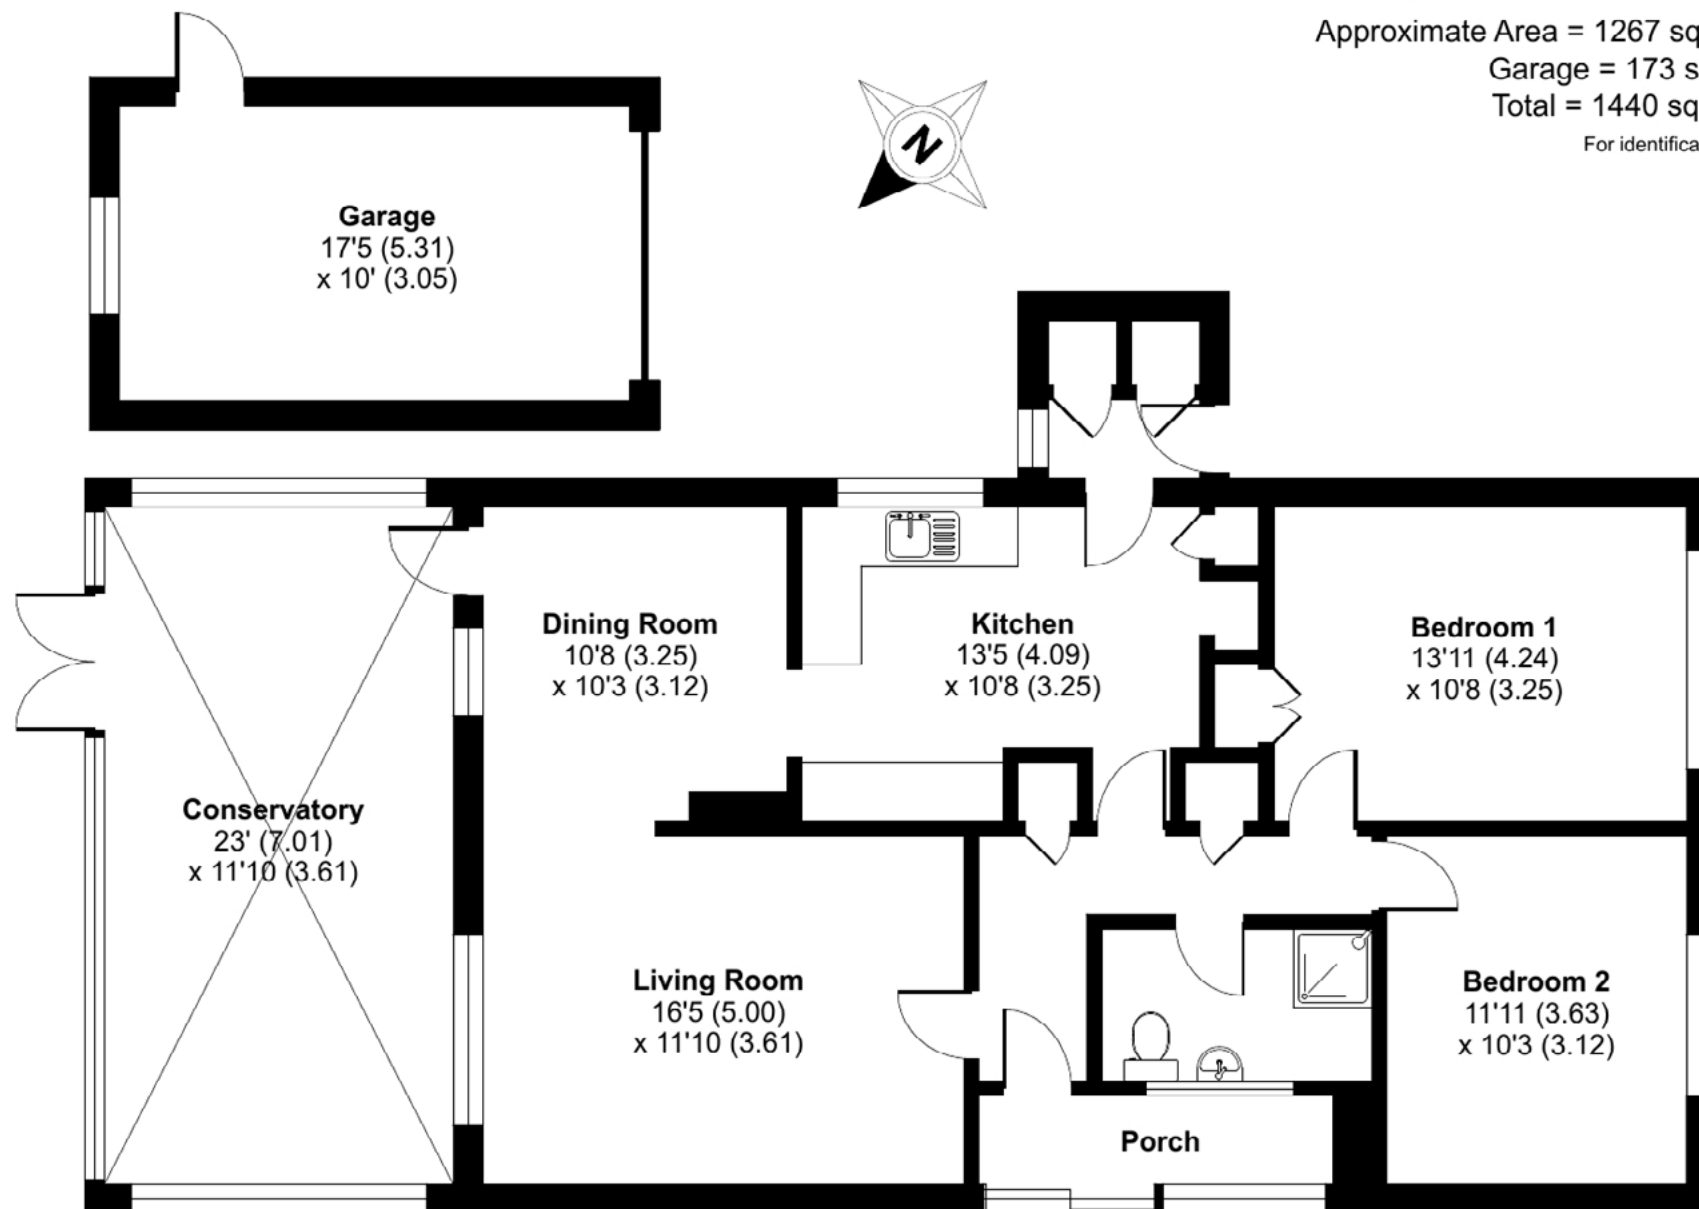 Approximate Area = 1267 sq
Garage = 173 s
Total = 1440 sq
For identifica
N
Garage
17'5 (5.31)
x 10' (3.05)
Dining Room
10'8 (3.25)
x 10'3 (3.12)
Kitchen
13'5 (4.09)
x 10'8 (3.25)
Bedroom 1
13'11 (4.24)
x 10'8 (3.25)
Conservatory
23' (7.01)
x 11'10 (3.61)
Living Room
16'5 (5.00)
x 11'10 (3.61)
Bedroom 2
11'11 (3.63)
x 10'3 (3.12)
Porch